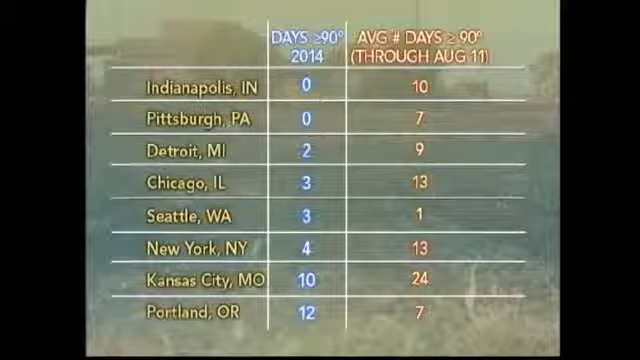 DAYS ≥90° AVG # DAYS ≥ 90°
2014 (THROUGH AUG 11)
Indianapolis, IN 0 10
Pittsburgh, PA 0 7
Detroit, MI 2 9
Chicago, IL 3 13
Seattle, WA 3 1
New York, NY 4 13
Kansas City, MO 10 24
Portland, OR 12 7